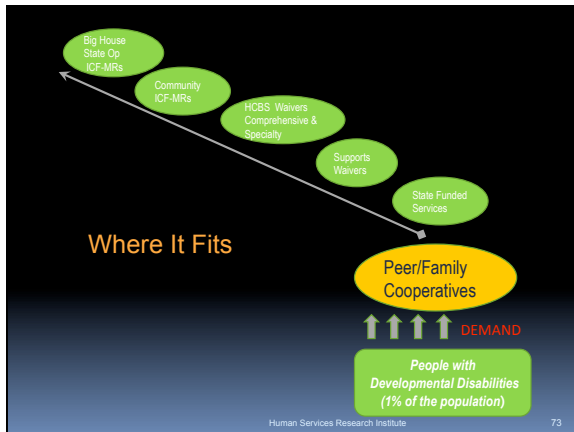 Big House
State Op
ICF-MRs
Community
ICF-MRs
HCBS Waivers
Comprehensive &
Specialty
Supports
Waivers
State Funded
Services
Where It Fits
Peer/Family
Cooperatives
DEMAND
People with
Developmental Disabilities
(1% of the population)
Human Services Research Institute
73